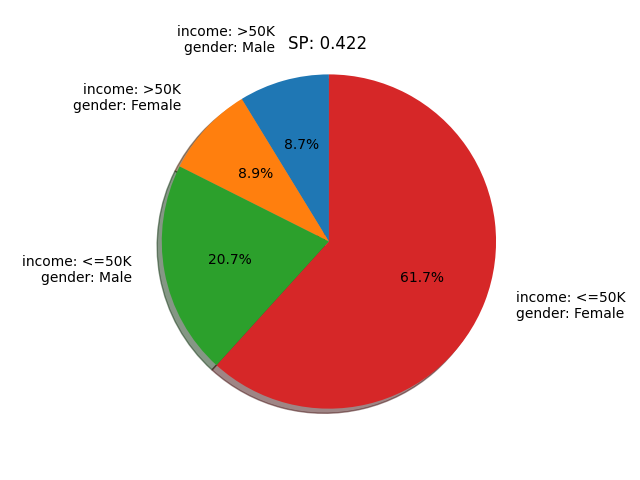 income: >50K
gender: Male
SP: 0.422
income: >50K
gender: Female
8.7%
8.9%
20.7%
61.7%
income: <=50K
gender: Male
income: <=50K
gender: Female